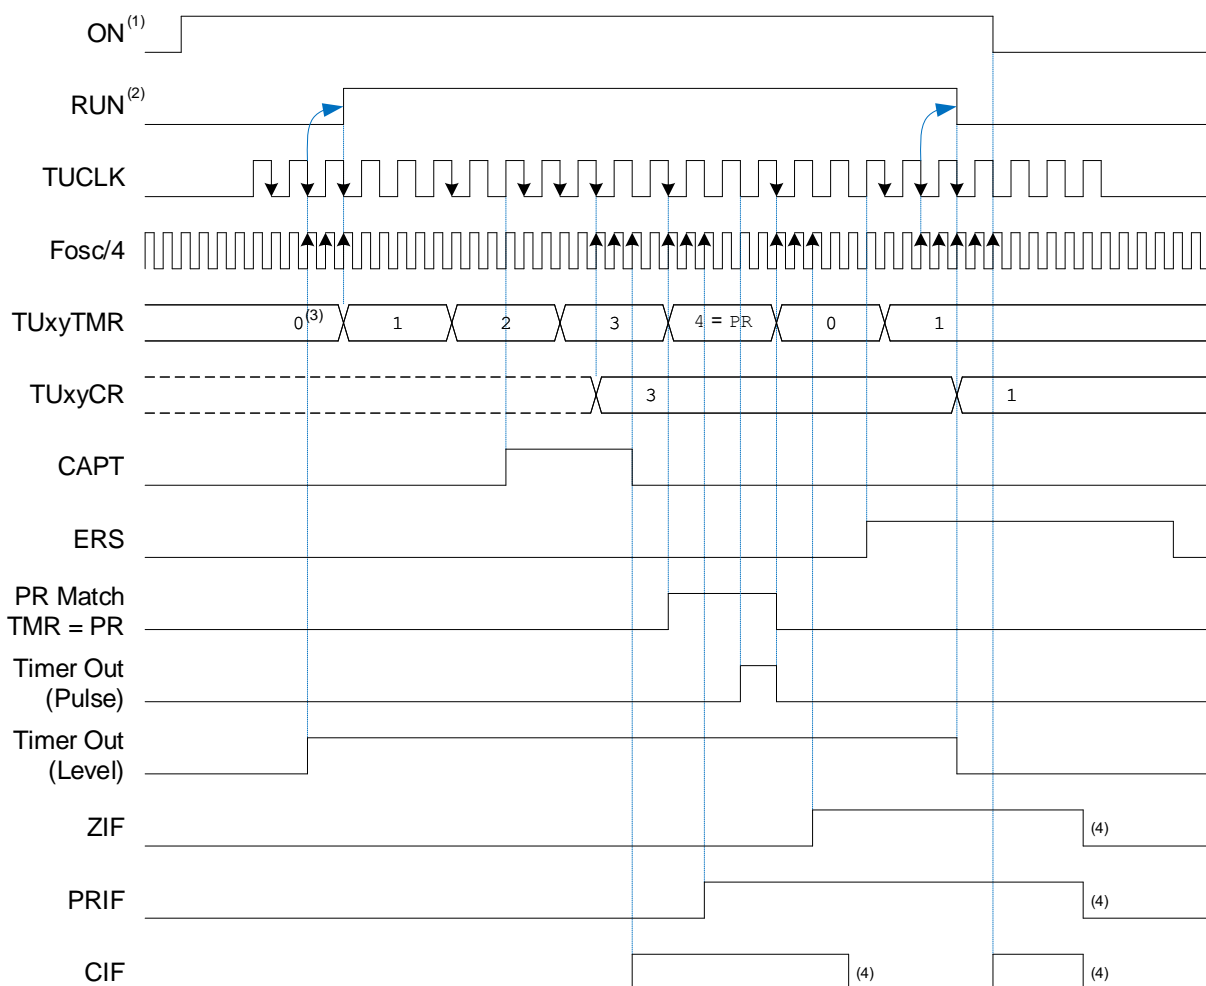 ON(1)
RUN(2)
TUCLK
Fosc/4
TUxyTMR 0(3) 1 2 3 4 = PR 0 1
TUxyCR 3 1
CAPT
ERS
PR Match
TMR = PR
Timer Out
(Pulse)
Timer Out
(Level)
ZIF (4)
PRIF (4)
CIF (4) (4)